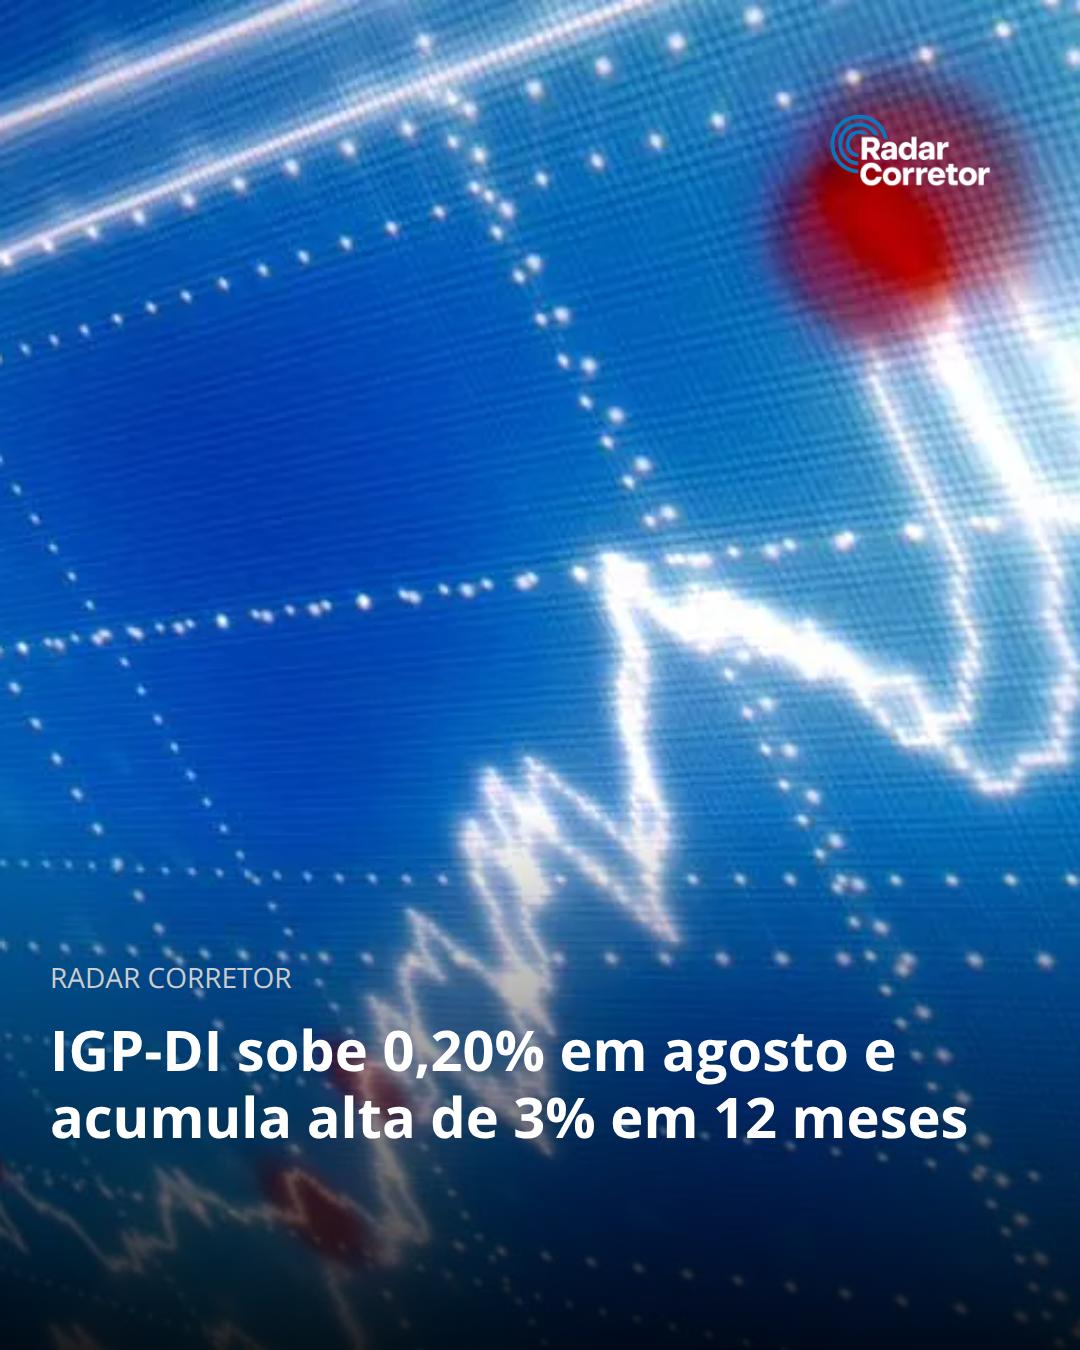 Radar
Corretor
RADAR CORRETOR
IGP-DI sobe 0,20% em agosto e
acumula alta de 3% em 12 meses